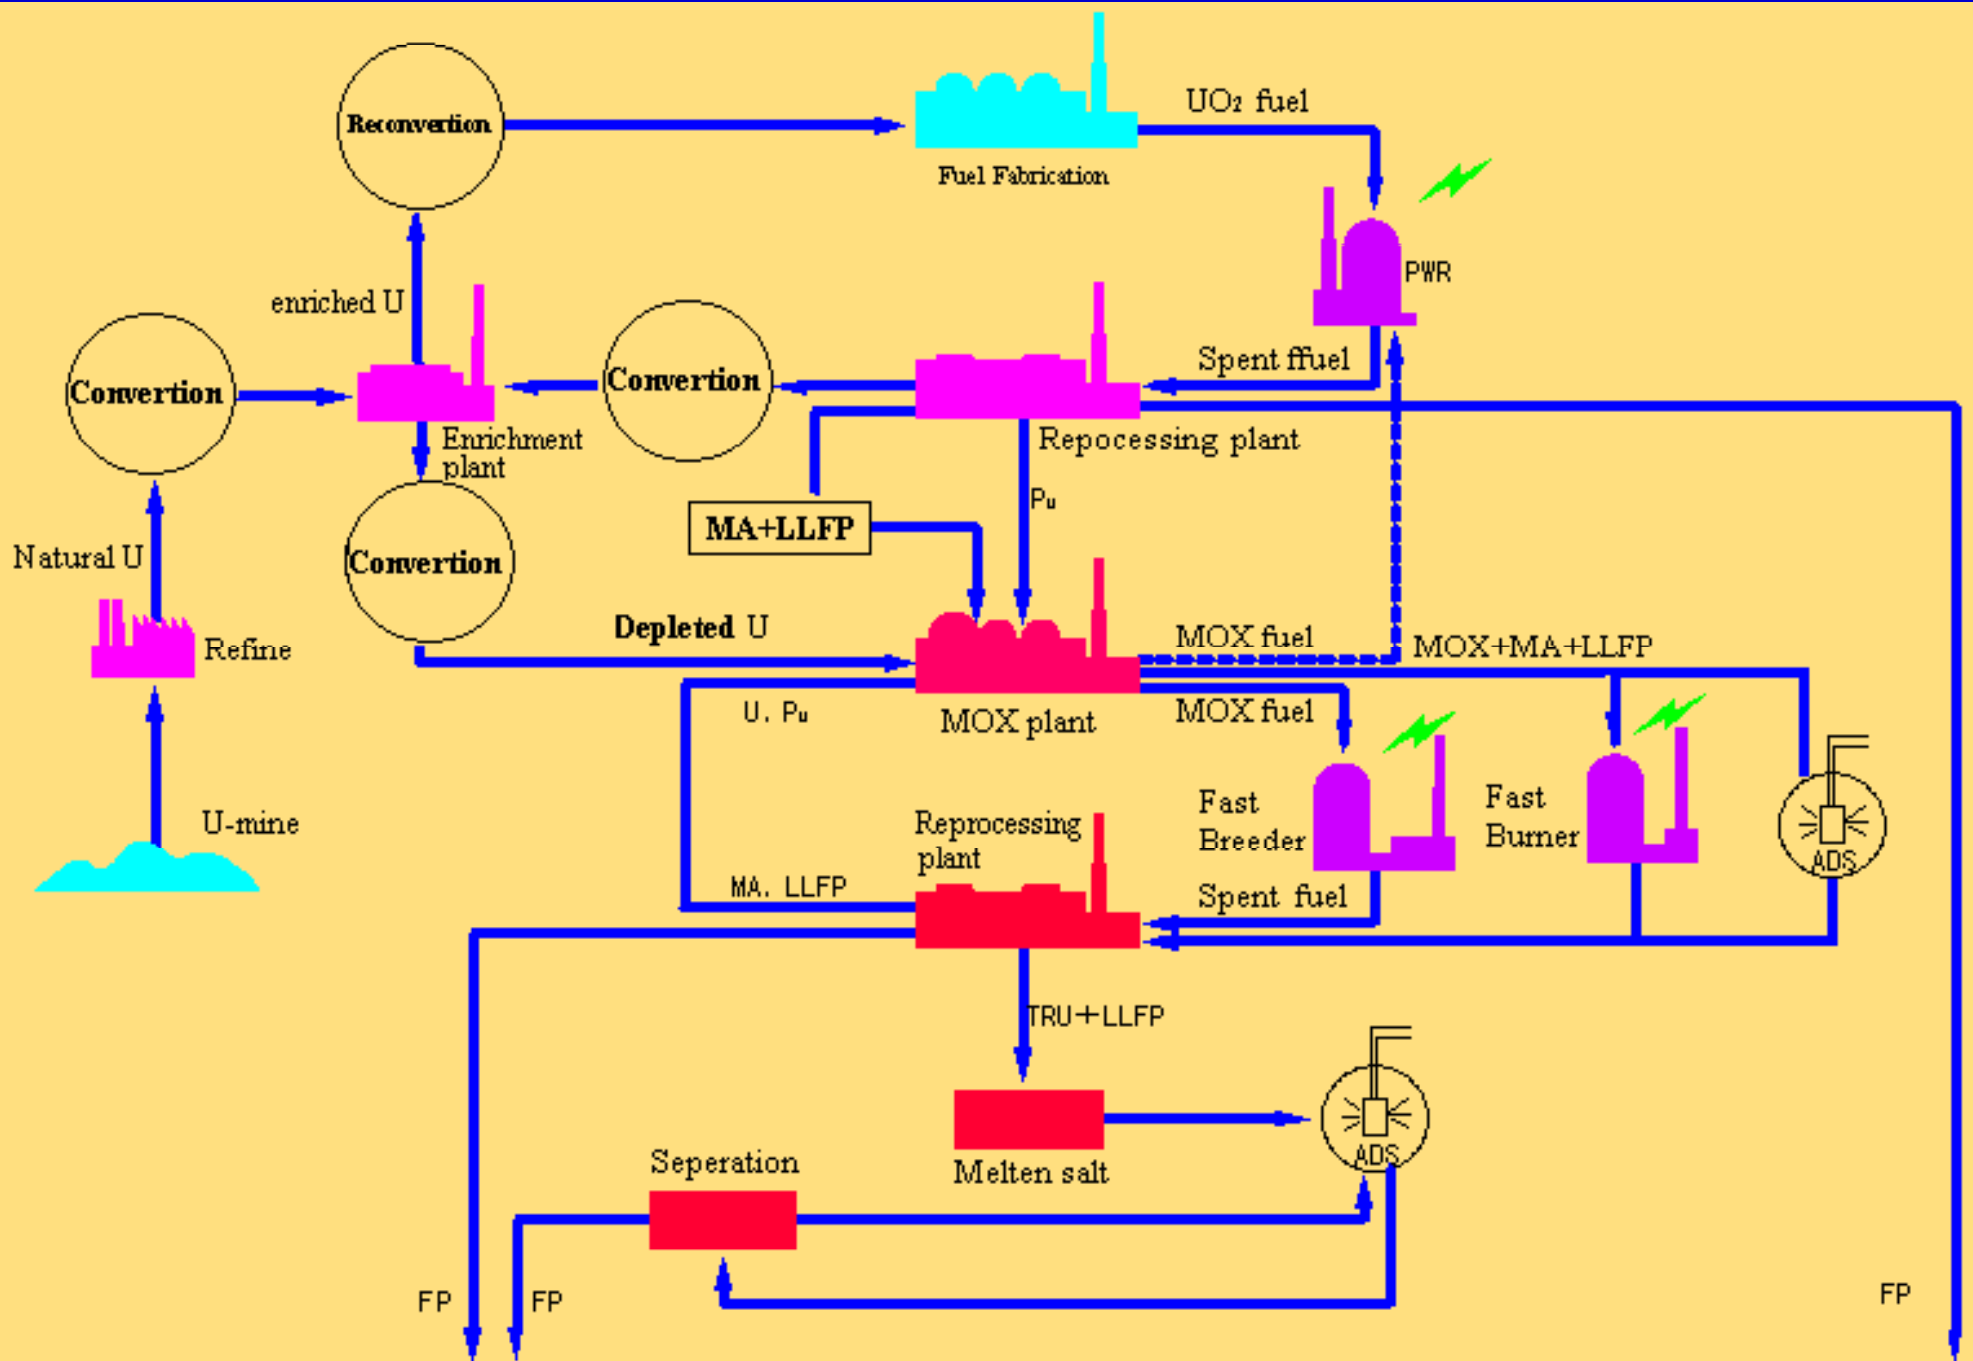 UO2 fuel
Reconvertion
Fuel Fabrication
PWR
enriched U
Spent ffuel
Convertion
Convertion
Enrichment
plant
Repocessing plant
Pu
MA+LLFP
Natural U
Convertion
Depleted U
MOX fuel
MOX+MA+LLFP
Refine
U. Pu
MOX plant
MOX fuel
Fast
Breeder
Fast
Burner
U-mine
Reprocessing
plant
ADS
MA. LLFP
Spent fuel
TRU+LLFP
ADS
Seperation
Melten salt
FP
FP
FP